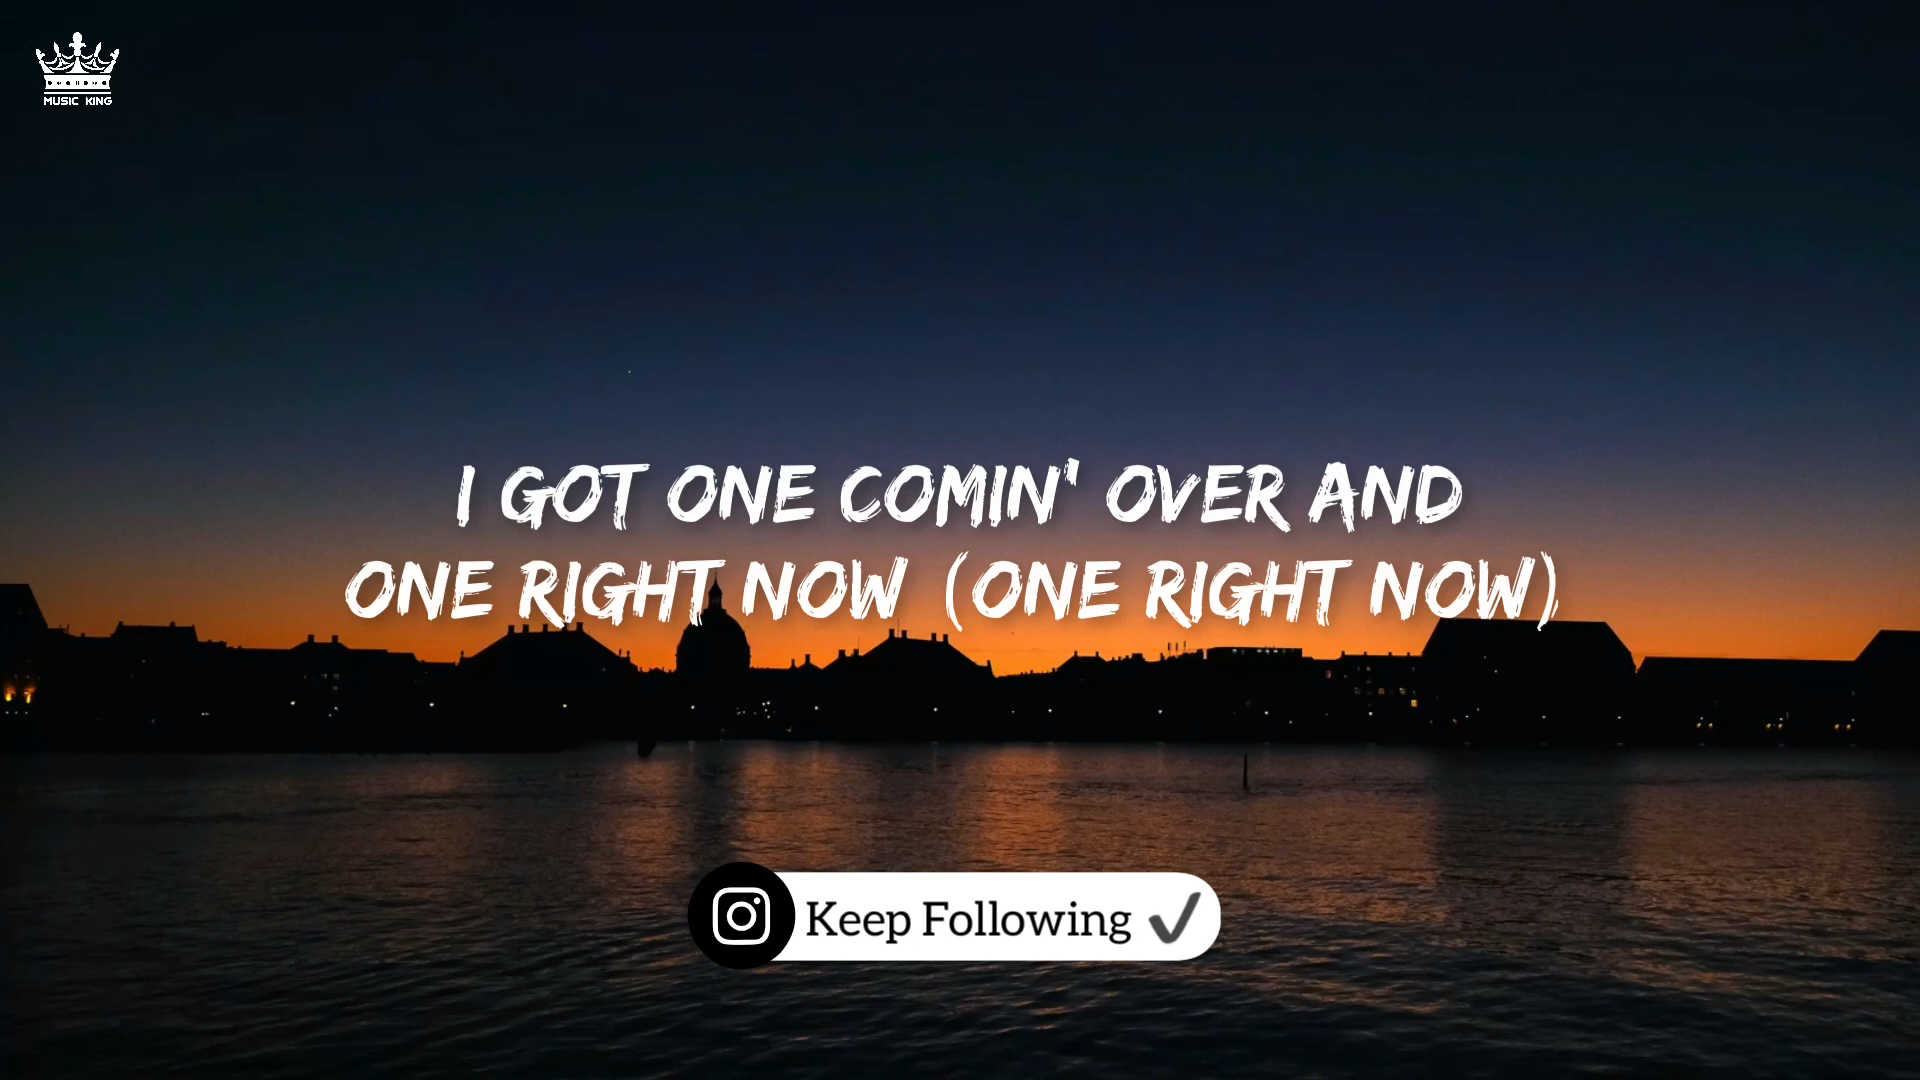 MUSIC KING
I GOT ONE COMIN' OVER AND
ONE RIGHT NOW (ONE RIGHT NOW)
Keep Following